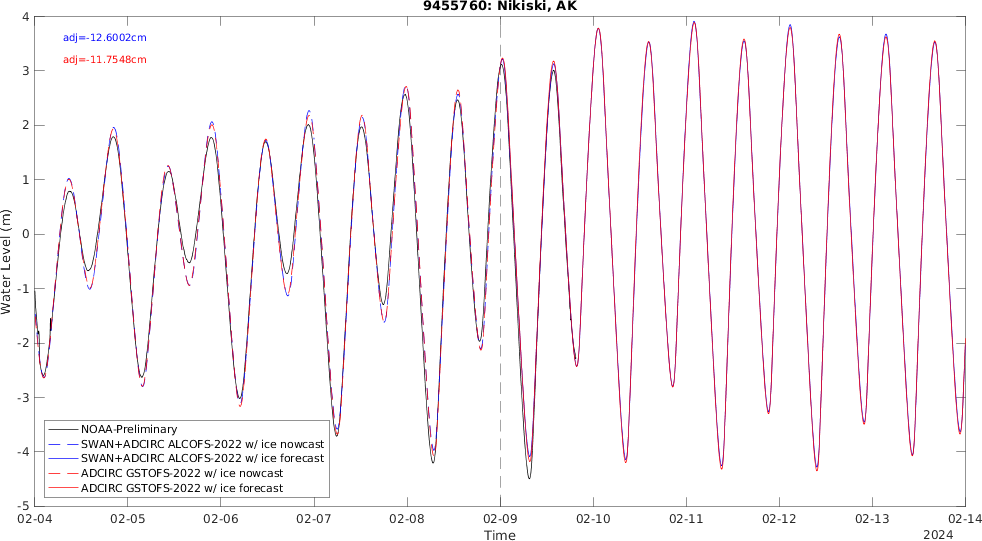 9455760: Nikiski, AK
adj=-12.6002cm
adj=-11.7548cm
4
3
2
1
0
-1
-2
-3
-4
-5
Water Level (m)
NOAA-Preliminary
SWAN+ADCIRC ALCOFS-2022 w/ ice nowcast
SWAN+ADCIRC ALCOFS-2022 w/ ice forecast
ADCIRC GSTOFS-2022 w/ ice nowcast
ADCIRC GSTOFS-2022 w/ ice forecast
02-04 02-05 02-06 02-07 02-08 02-09 02-10 02-11 02-12 02-13 02-14
Time
2024